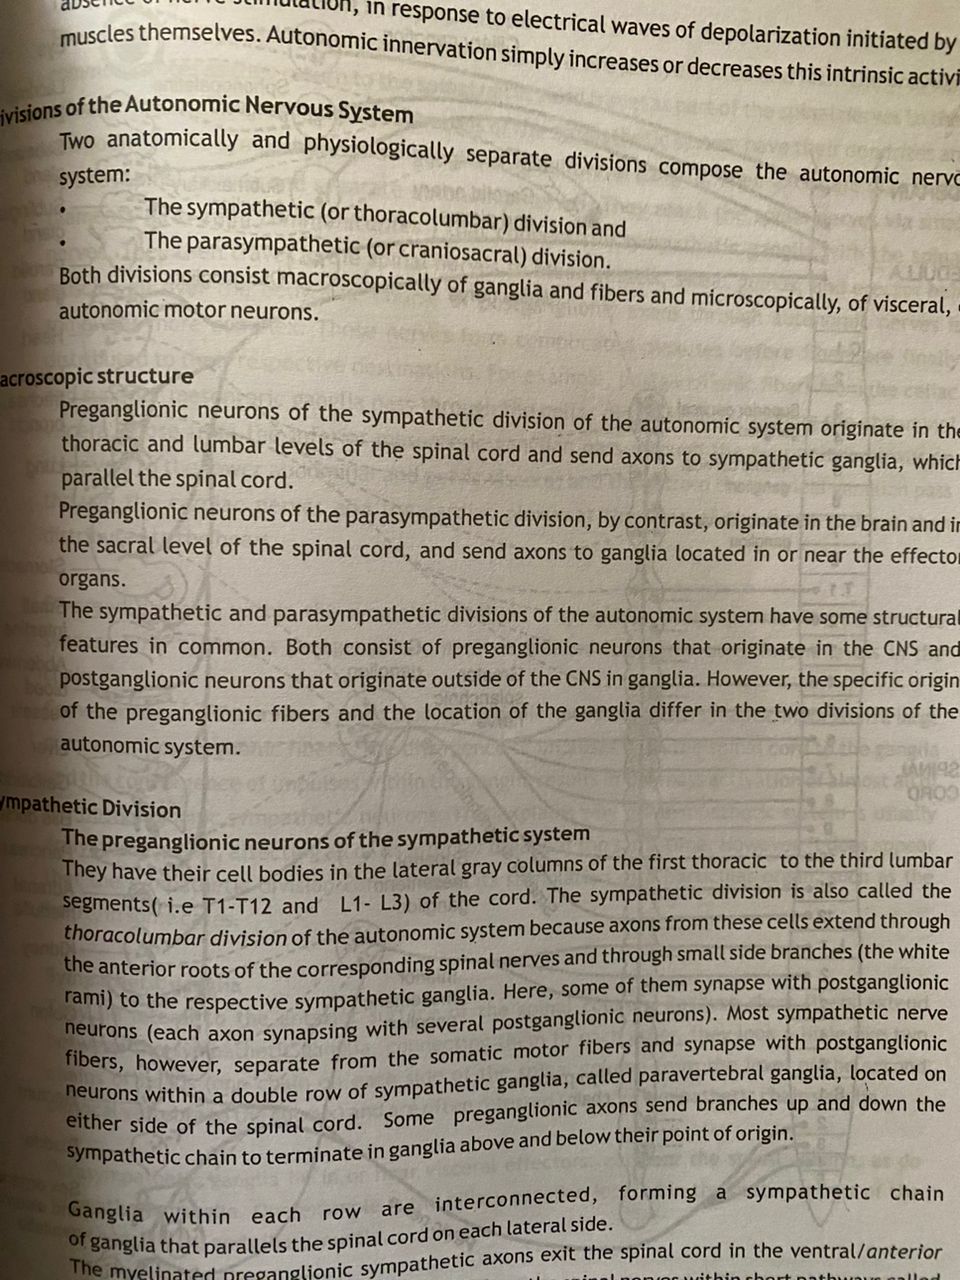 in response to electrical waves of depolarization initiated by
muscles themselves. Autonomic innervation simply increases or decreases this intrinsic activi
ivisions of the Autonomic Nervous System
Two anatomically and physiologically separate divisions compose the autonomic nervo
system:
• The sympathetic (or thoracolumbar) division and
• The parasympathetic (or craniosacral) division.
Both divisions consist macroscopically of ganglia and fibers and microscopically, of visceral,
autonomic motor neurons.
acroscopic structure
Preganglionic neurons of the sympathetic division of the autonomic system originate in the
thoracic and lumbar levels of the spinal cord and send axons to sympathetic ganglia, which
parallel the spinal cord.
Preganglionic neurons of the parasympathetic division, by contrast, originate in the brain and in
the sacral level of the spinal cord, and send axons to ganglia located in or near the effector
organs.
The sympathetic and parasympathetic divisions of the autonomic system have some structural
features in common. Both consist of preganglionic neurons that originate in the CNS and
postganglionic neurons that originate outside of the CNS in ganglia. However, the specific origin
of the preganglionic fibers and the location of the ganglia differ in the two divisions of the
autonomic system.
ympathetic Division
The preganglionic neurons of the sympathetic system
They have their cell bodies in the lateral gray columns of the first thoracic to the third lumbar
segments( i.e T1-T12 and L1- L3) of the cord. The sympathetic division is also called the
thoracolumbar division of the autonomic system because axons from these cells extend through
the anterior roots of the corresponding spinal nerves and through small side branches (the white
rami) to the respective sympathetic ganglia. Here, some of them synapse with postganglionic
neurons (each axon synapsing with several postganglionic neurons). Most sympathetic nerve
fibers, however, separate from the somatic motor fibers and synapse with postganglionic
neurons within a double row of sympathetic ganglia, called paravertebral ganglia, located on
either side of the spinal cord. Some preganglionic axons send branches up and down the
sympathetic chain to terminate in ganglia above and below their point of origin.
Ganglia within each row are interconnected, forming a sympathetic chain
of ganglia that parallels the spinal cord on each lateral side.
The myelinated preganglionic sympathetic axons exit the spinal cord in the ventral/anterior